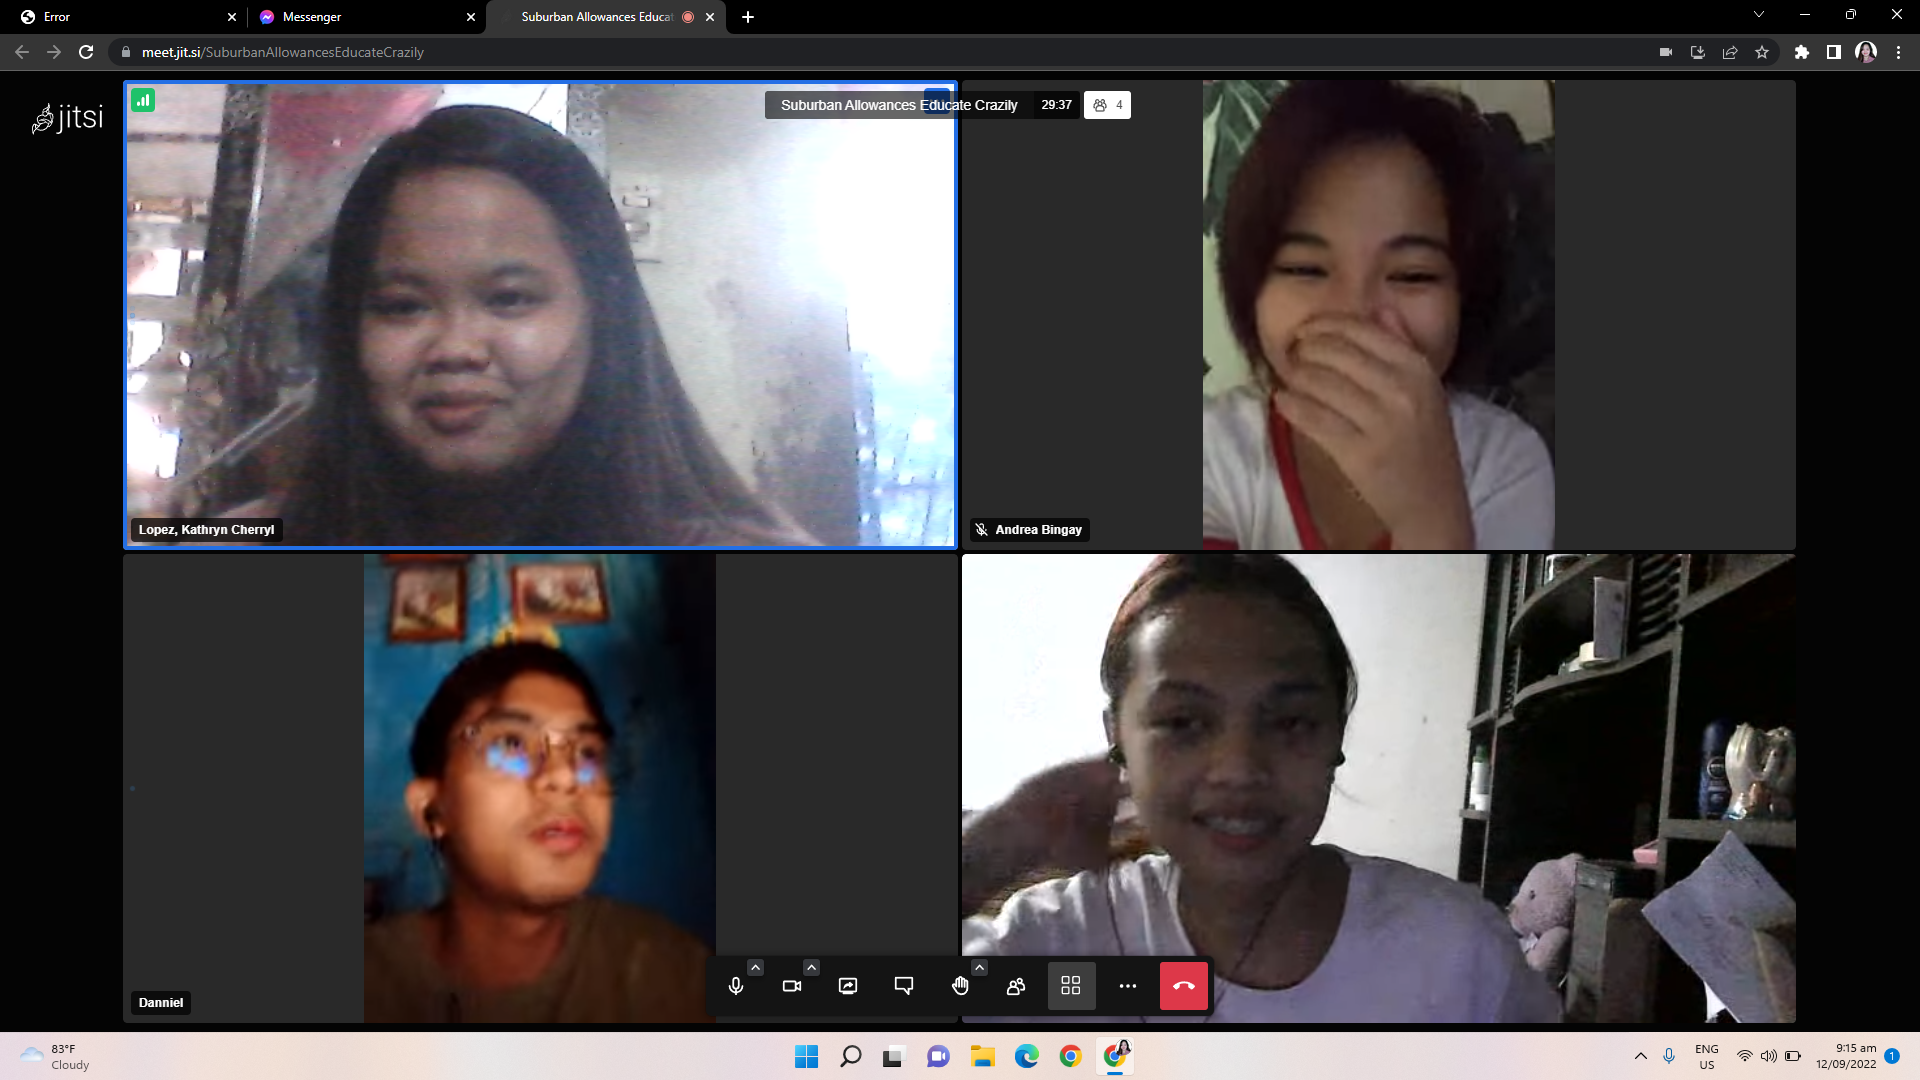 Error
Messenger
Suburban Allowances Educat
meet.jit.si/SuburbanAllowancesEducateCrazily
jitsi
Suburban Allowances Educate Crazily 29:37 4
Lopez, Kathryn Cherryl
Andrea Bingay
Danniel
83°F
Cloudy
ENG
US
9:15 am
12/09/2022
1